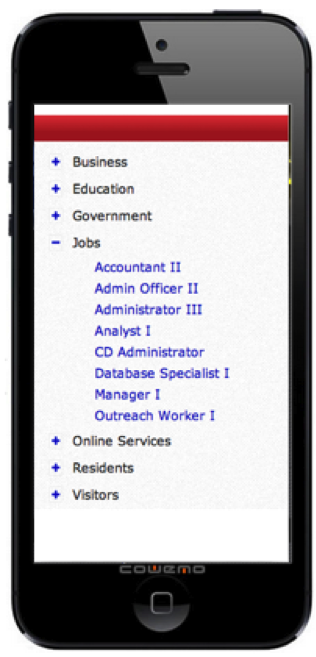 + Business
+ Education
+ Government
− Jobs
Accountant II
Admin Officer II
Administrator III
Analyst I
CD Administrator
Database Specialist I
Manager I
Outreach Worker I
+ Online Services
+ Residents
+ Visitors
cowemo